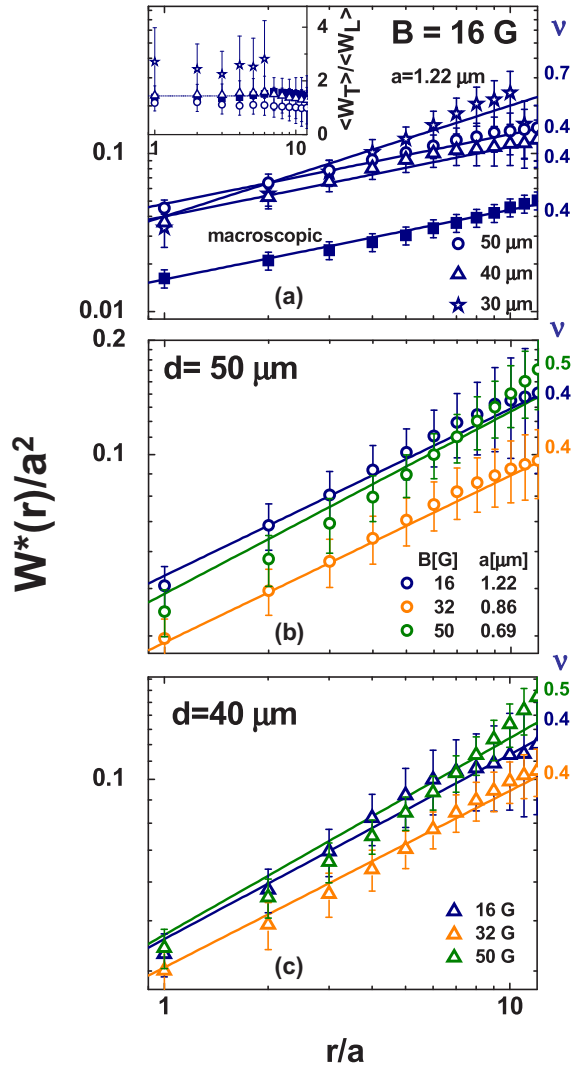 4
2
0
1
10
<W_T>/<W_L>
B = 16 G
a=1.22 µm
ν
0.7
0.4
0.4
0.4
0.1
0.01
macroscopic
50 µm
40 µm
30 µm
(a)
0.2
0.1
d= 50 µm
ν
0.5
0.4
0.4
B[G] a[µm]
16 1.22
32 0.86
50 0.69
(b)
W*(r)/a²
0.1
d=40 µm
ν
0.5
0.4
0.4
16 G
32 G
50 G
(c)
1
10
r/a